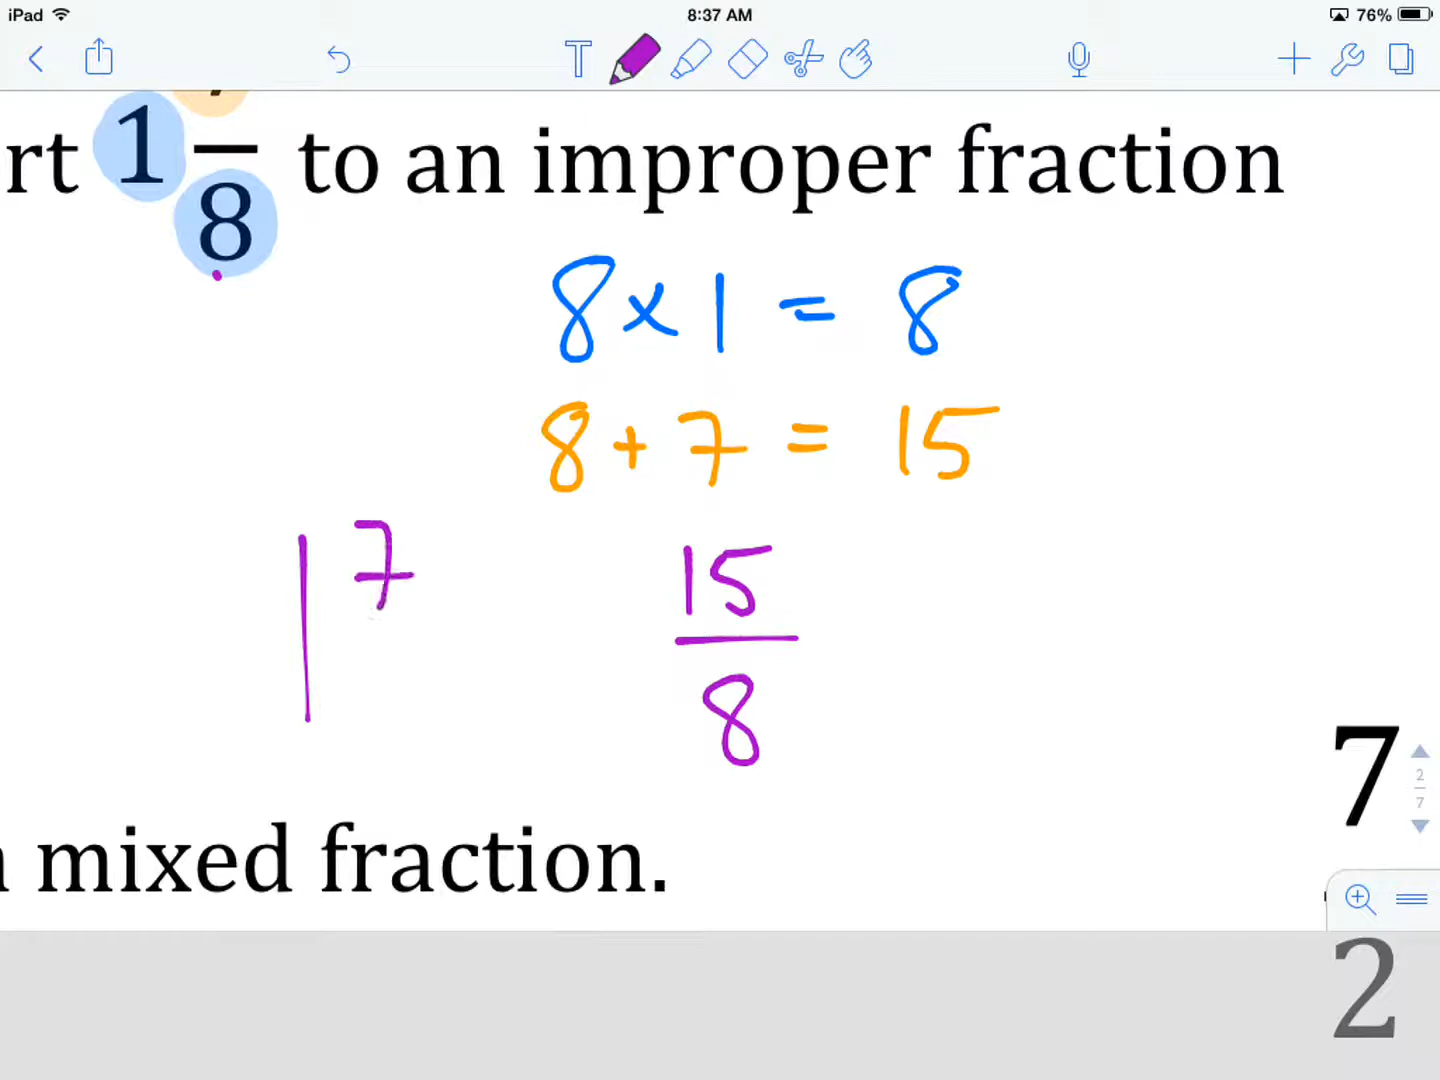 iPad 8:37 AM 76%
T
rt 1 — 8 to an improper fraction
8 x 1 = 8
8 + 7 = 15
1 7 15/8
7
2
7
mixed fraction.
2